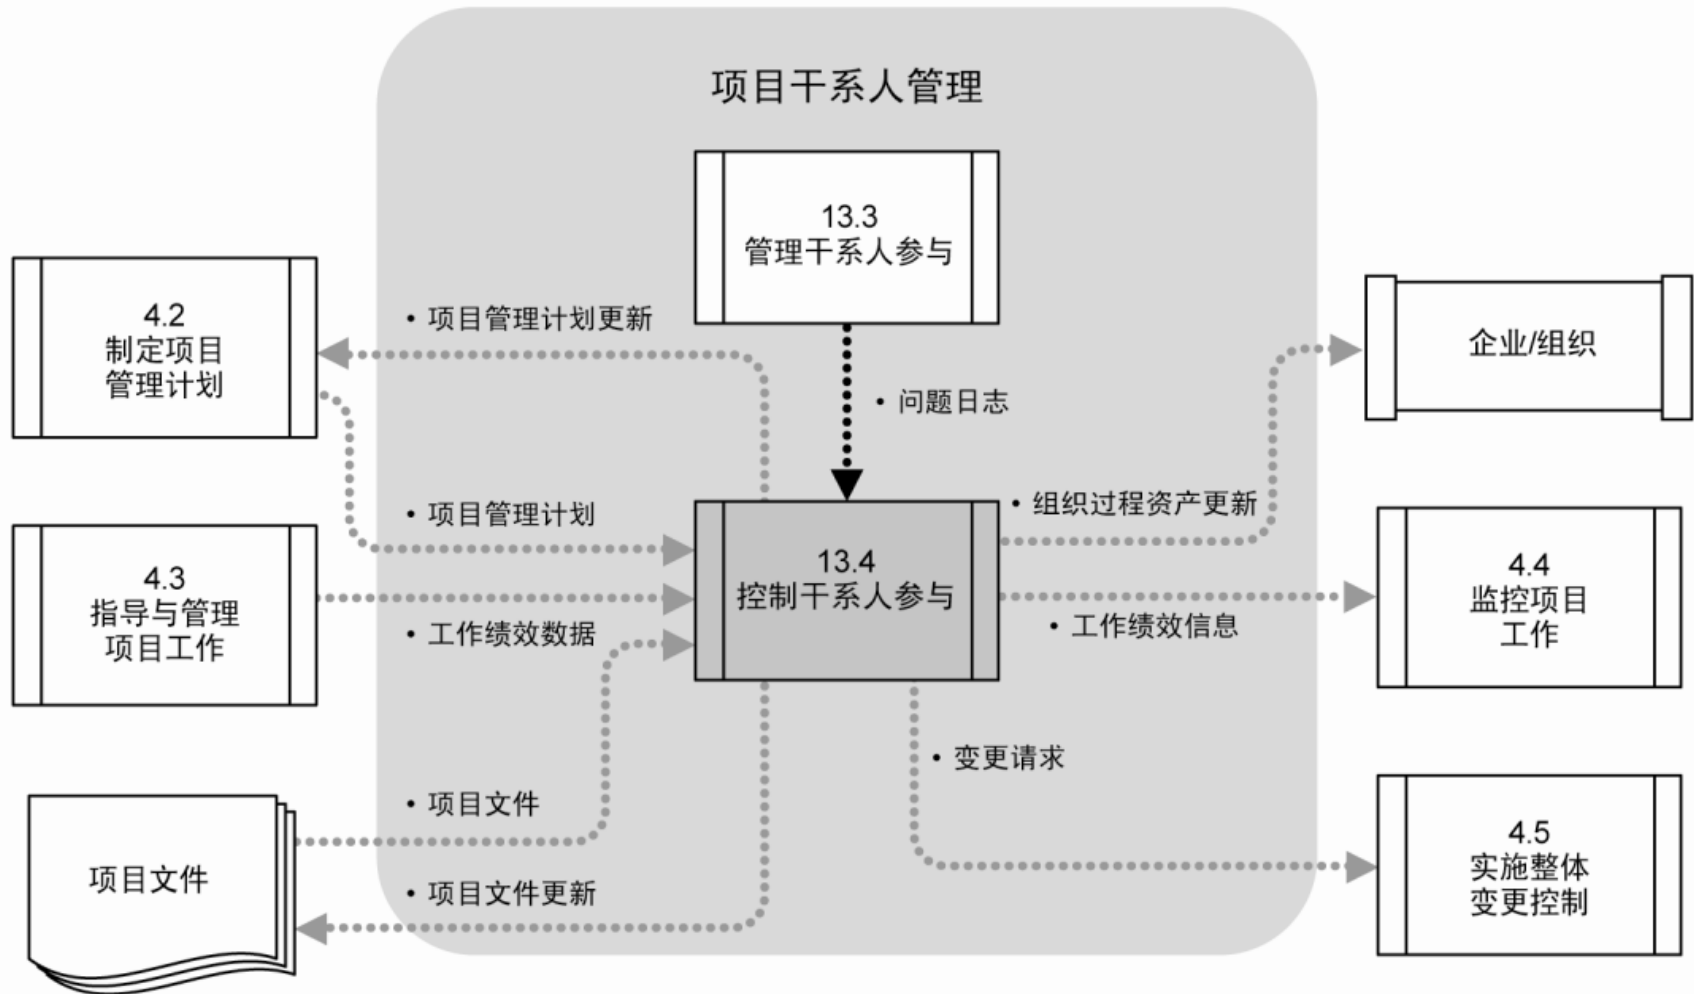 项目干系人管理
13.3
管理干系人参与
4.2
制定项目
管理计划
• 项目管理计划更新
企业/组织
• 问题日志
• 项目管理计划
• 组织过程资产更新
4.3
指导与管理
项目工作
13.4
控制干系人参与
4.4
监控项目
工作
• 工作绩效数据
• 工作绩效信息
• 变更请求
• 项目文件
项目文件
• 项目文件更新
4.5
实施整体
变更控制